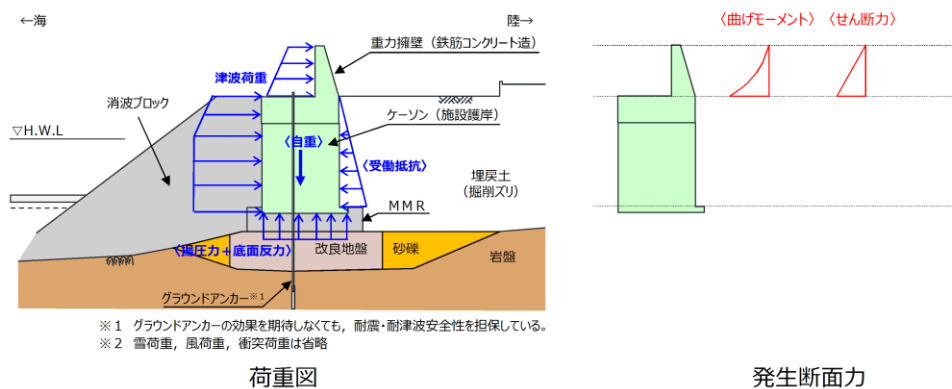 ←海
陸→
重力擁壁（鉄筋コンクリート造）
津波荷重
消波ブロック
ケーソン（施設護岸）
▽H.W.L
〈自重〉
〈受働抵抗〉
埋戻土
（掘削ズリ）
MMR
〈揚圧力＋底面反力〉
改良地盤
砂礫
岩盤
グラウンドアンカー※1
※１　グラウンドアンカーの効果を期待しなくても，耐震・耐津波安全性を担保している。
※２　雪荷重，風荷重，衝突荷重は省略
荷重図
〈曲げモーメント〉〈せん断力〉
発生断面力